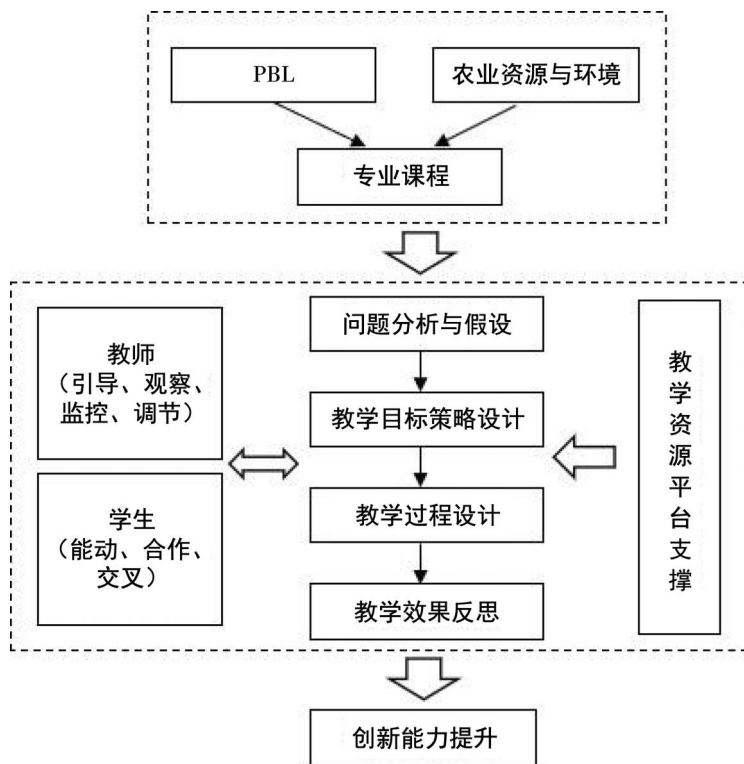 PBL
农业资源与环境
专业课程
教师
（引导、观察、
监控、调节）
学生
（能动、合作、
交叉）
问题分析与假设
教学目标策略设计
教学过程设计
教学效果反思
教学资源平台支撑
创新能力提升